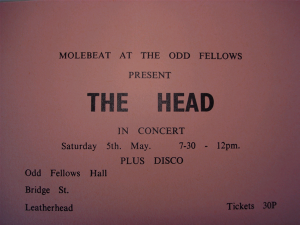 MOLEBEAT AT THE ODD FELLOWS
PRESENT
THE HEAD
IN CONCERT
Saturday 5th. May. 7-30 - 12pm.
PLUS DISCO
Odd Fellows Hall
Bridge St.
Leatherhead Tickets 30P